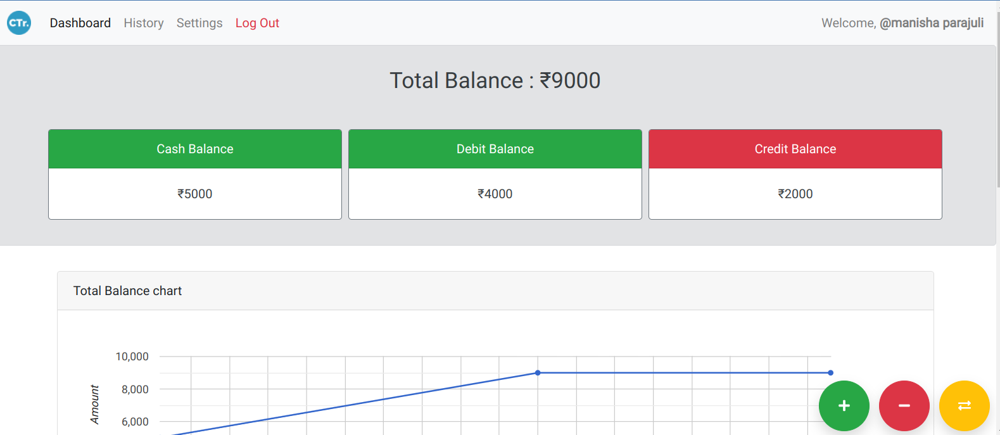 CTr. Dashboard History Settings Log Out Welcome, @manisha parajuli
Total Balance : ₹9000
Cash Balance Debit Balance Credit Balance
₹5000 ₹4000 ₹2000
Total Balance chart
10,000
8,000
Amount
6,000